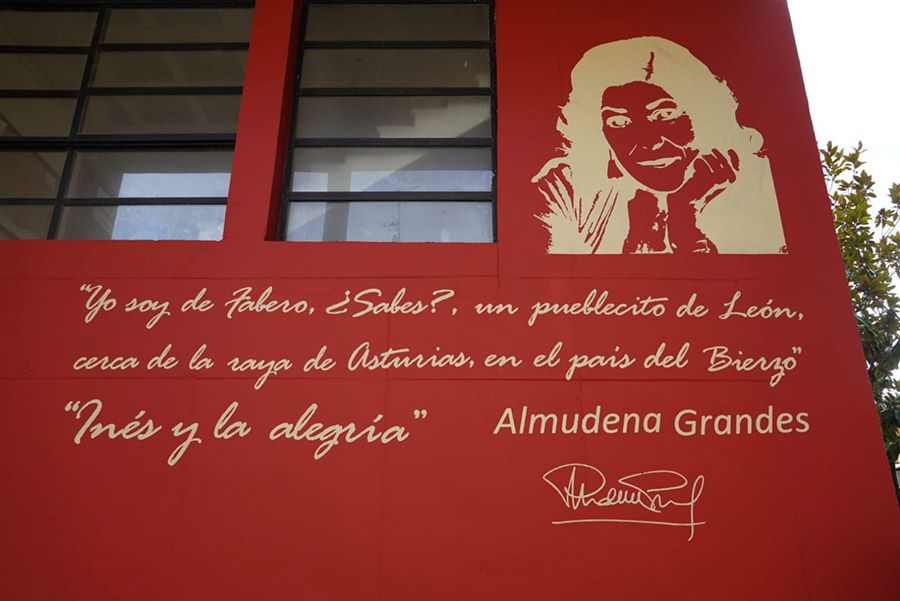 “Yo soy de Fabero, ¿Sabes?, un pueblecito de León,
cerca de la raya de Asturias, en el país del Bierzo”
“Inés y la alegría”
Almudena Grandes